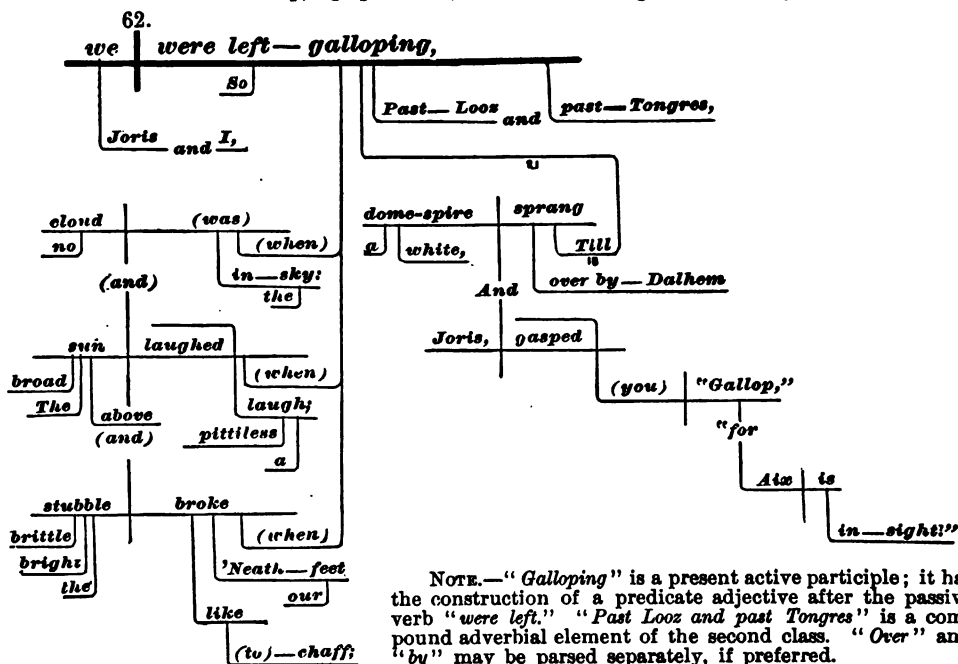 62.
we were left — galloping,
So
Past — Looz and past — Tongres,
Joris and I,
u
cloud (was)
no (when)
in — sky:
the
(and)
sun laughed
broad (when)
The
above
laugh;
pittiless
a
(and)
stubble broke
brittle (when)
bright
the
'Neath — feet
our
like
(to) — chaff;
dome-spire sprang
a white, Till
"
over by — Dalhem
And
Joris, gasped
(you) "Gallop,"
"for
Aix is
in — sight!"
NOTE.—"Galloping" is a present active participle; it ha
the construction of a predicate adjective after the passiv
verb "were left." "Past Looz and past Tongres" is a com
pound adverbial element of the second class. "Over" an
"by" may be parsed separately, if preferred.